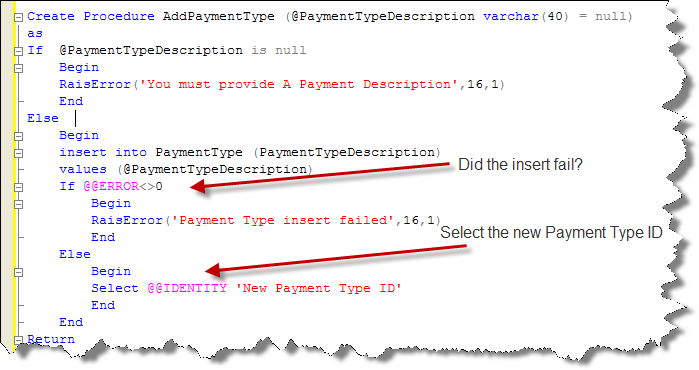 Create Procedure AddPaymentType (@PaymentTypeDescription varchar(40) = null)
as
If @PaymentTypeDescription is null
Begin
RaisError('You must provide A Payment Description',16,1)
End
Else
Begin
insert into PaymentType (PaymentTypeDescription)
values (@PaymentTypeDescription)
Did the insert fail?
If @@ERROR<>0
Begin
RaisError('Payment Type insert failed',16,1)
End
Select the new Payment Type ID
Else
Begin
Select @@IDENTITY 'New Payment Type ID'
End
End
Return